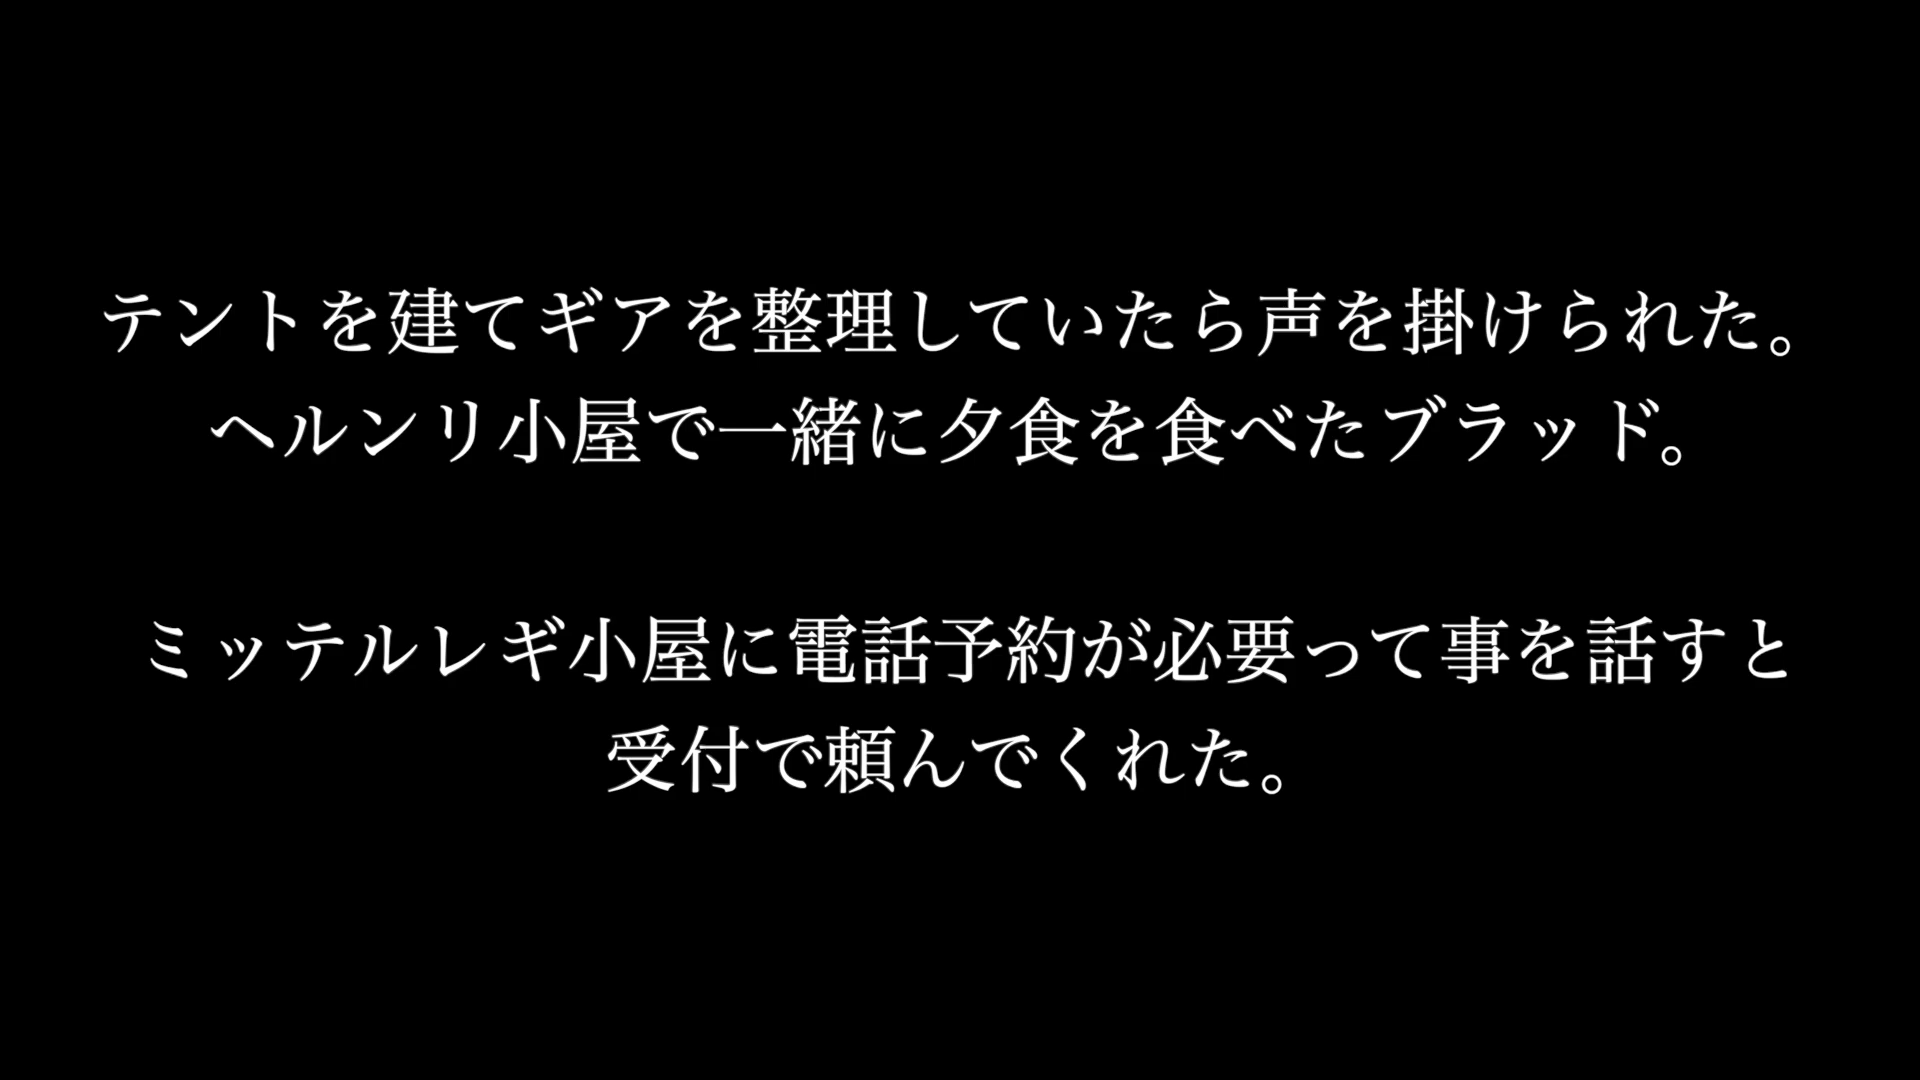 テントを建てギアを整理していたら声を掛けられた。
ヘルンリ小屋で一緒に夕食を食べたブラッド。
ミッテルレギ小屋に電話予約が必要って事を話すと
受付で頼んでくれた。